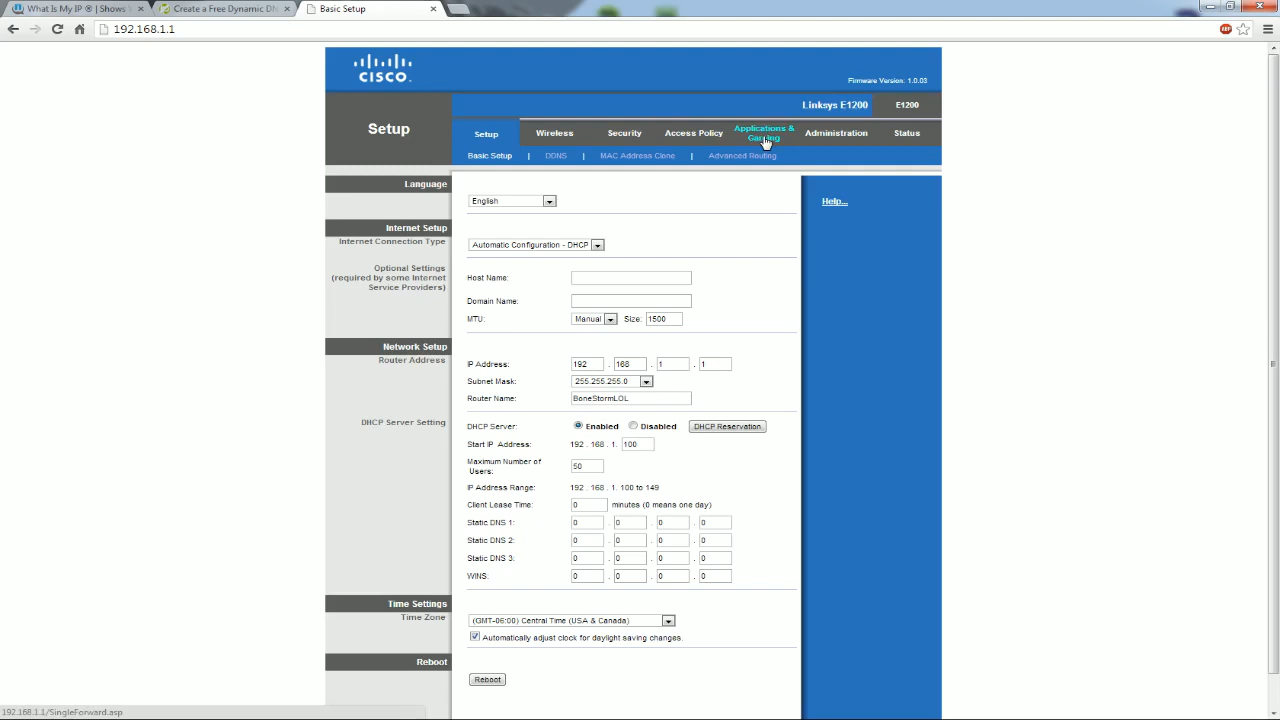 What Is My IP ® | Shows
Create a Free Dynamic DN
Basic Setup
192.168.1.1
CISCO
Firmware Version: 1.0.03
Linksys E1200
E1200
Setup
Setup
Wireless
Security
Access Policy
Applications &
Gaming
Administration
Status
Basic Setup | DDNS | MAC Address Clone | Advanced Routing
Language
English
Help...
Internet Setup
Internet Connection Type
Automatic Configuration - DHCP
Optional Settings
(required by some Internet
Service Providers)
Host Name:
Domain Name:
MTU: Manual Size: 1500
Network Setup
Router Address
IP Address: 192 . 168 . 1 . 1
Subnet Mask: 255.255.255.0
Router Name: BoneStormLOL
DHCP Server Setting
DHCP Server: Enabled Disabled DHCP Reservation
Start IP Address: 192 . 168 . 1. 100
Maximum Number of
Users: 50
IP Address Range: 192 . 168 . 1. 100 to 149
Client Lease Time: 0 minutes (0 means one day)
Static DNS 1: 0 . 0 . 0 . 0
Static DNS 2: 0 . 0 . 0 . 0
Static DNS 3: 0 . 0 . 0 . 0
WINS: 0 . 0 . 0 . 0
Time Settings
Time Zone
(GMT-06:00) Central Time (USA & Canada)
Automatically adjust clock for daylight saving changes.
Reboot
Reboot
192.168.1.1/SingleForward.asp